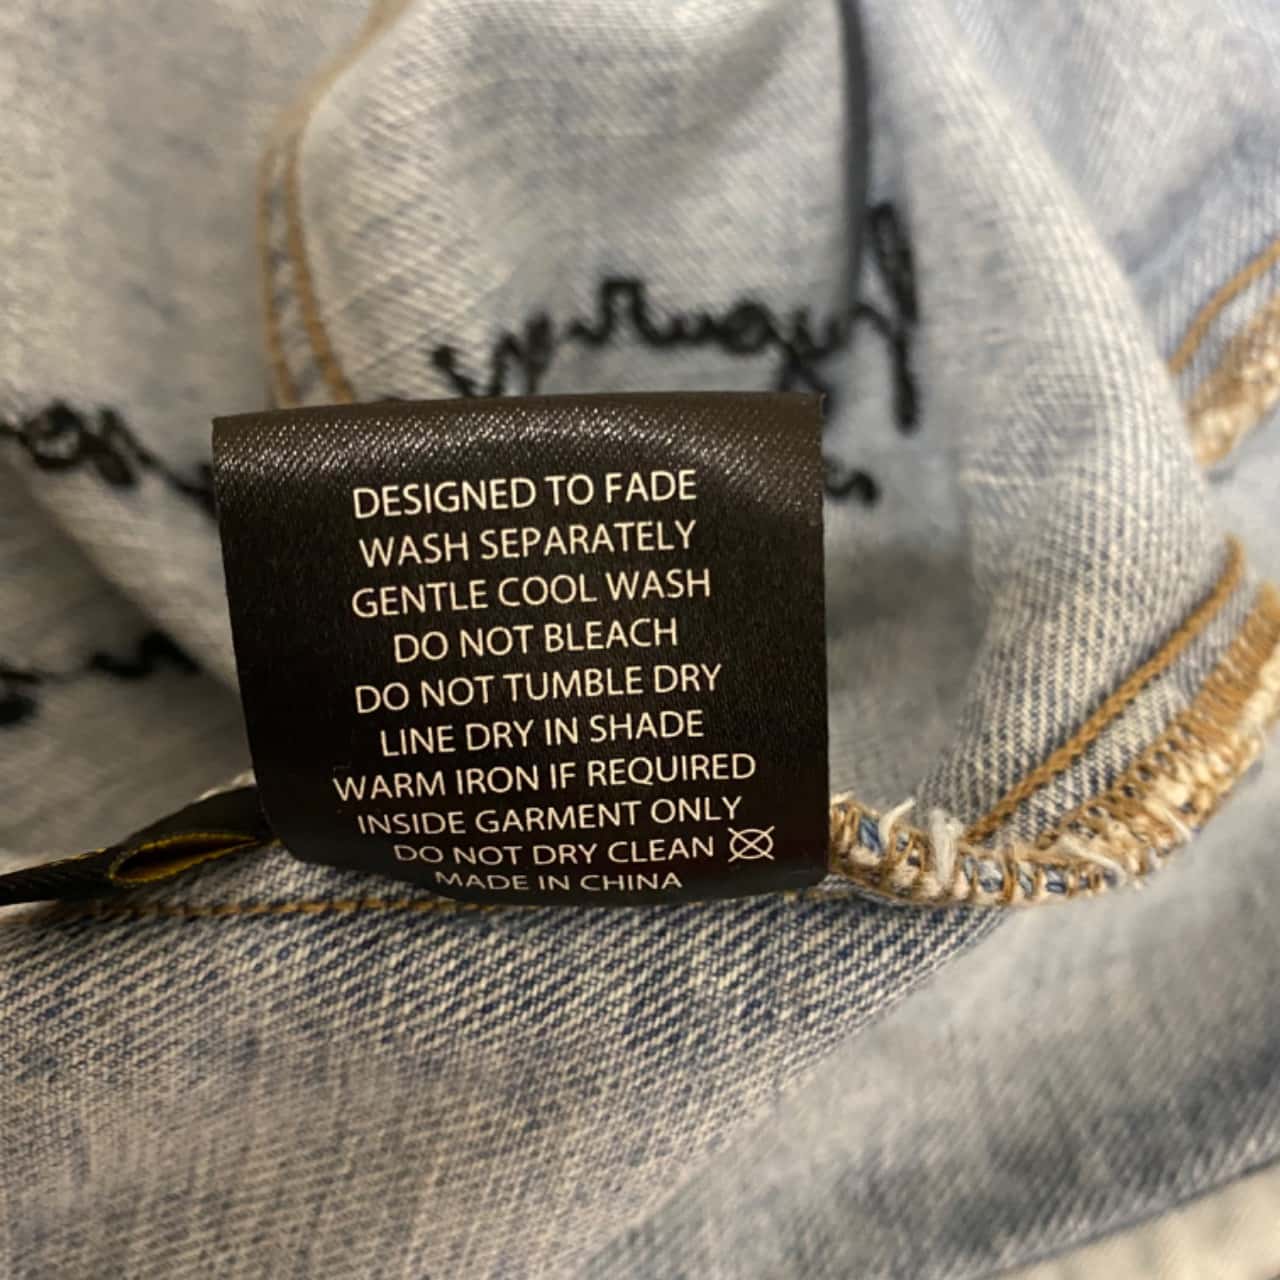 DESIGNED TO FADE
WASH SEPARATELY
GENTLE COOL WASH
DO NOT BLEACH
DO NOT TUMBLE DRY
LINE DRY IN SHADE
WARM IRON IF REQUIRED
INSIDE GARMENT ONLY
DO NOT DRY CLEAN
MADE IN CHINA